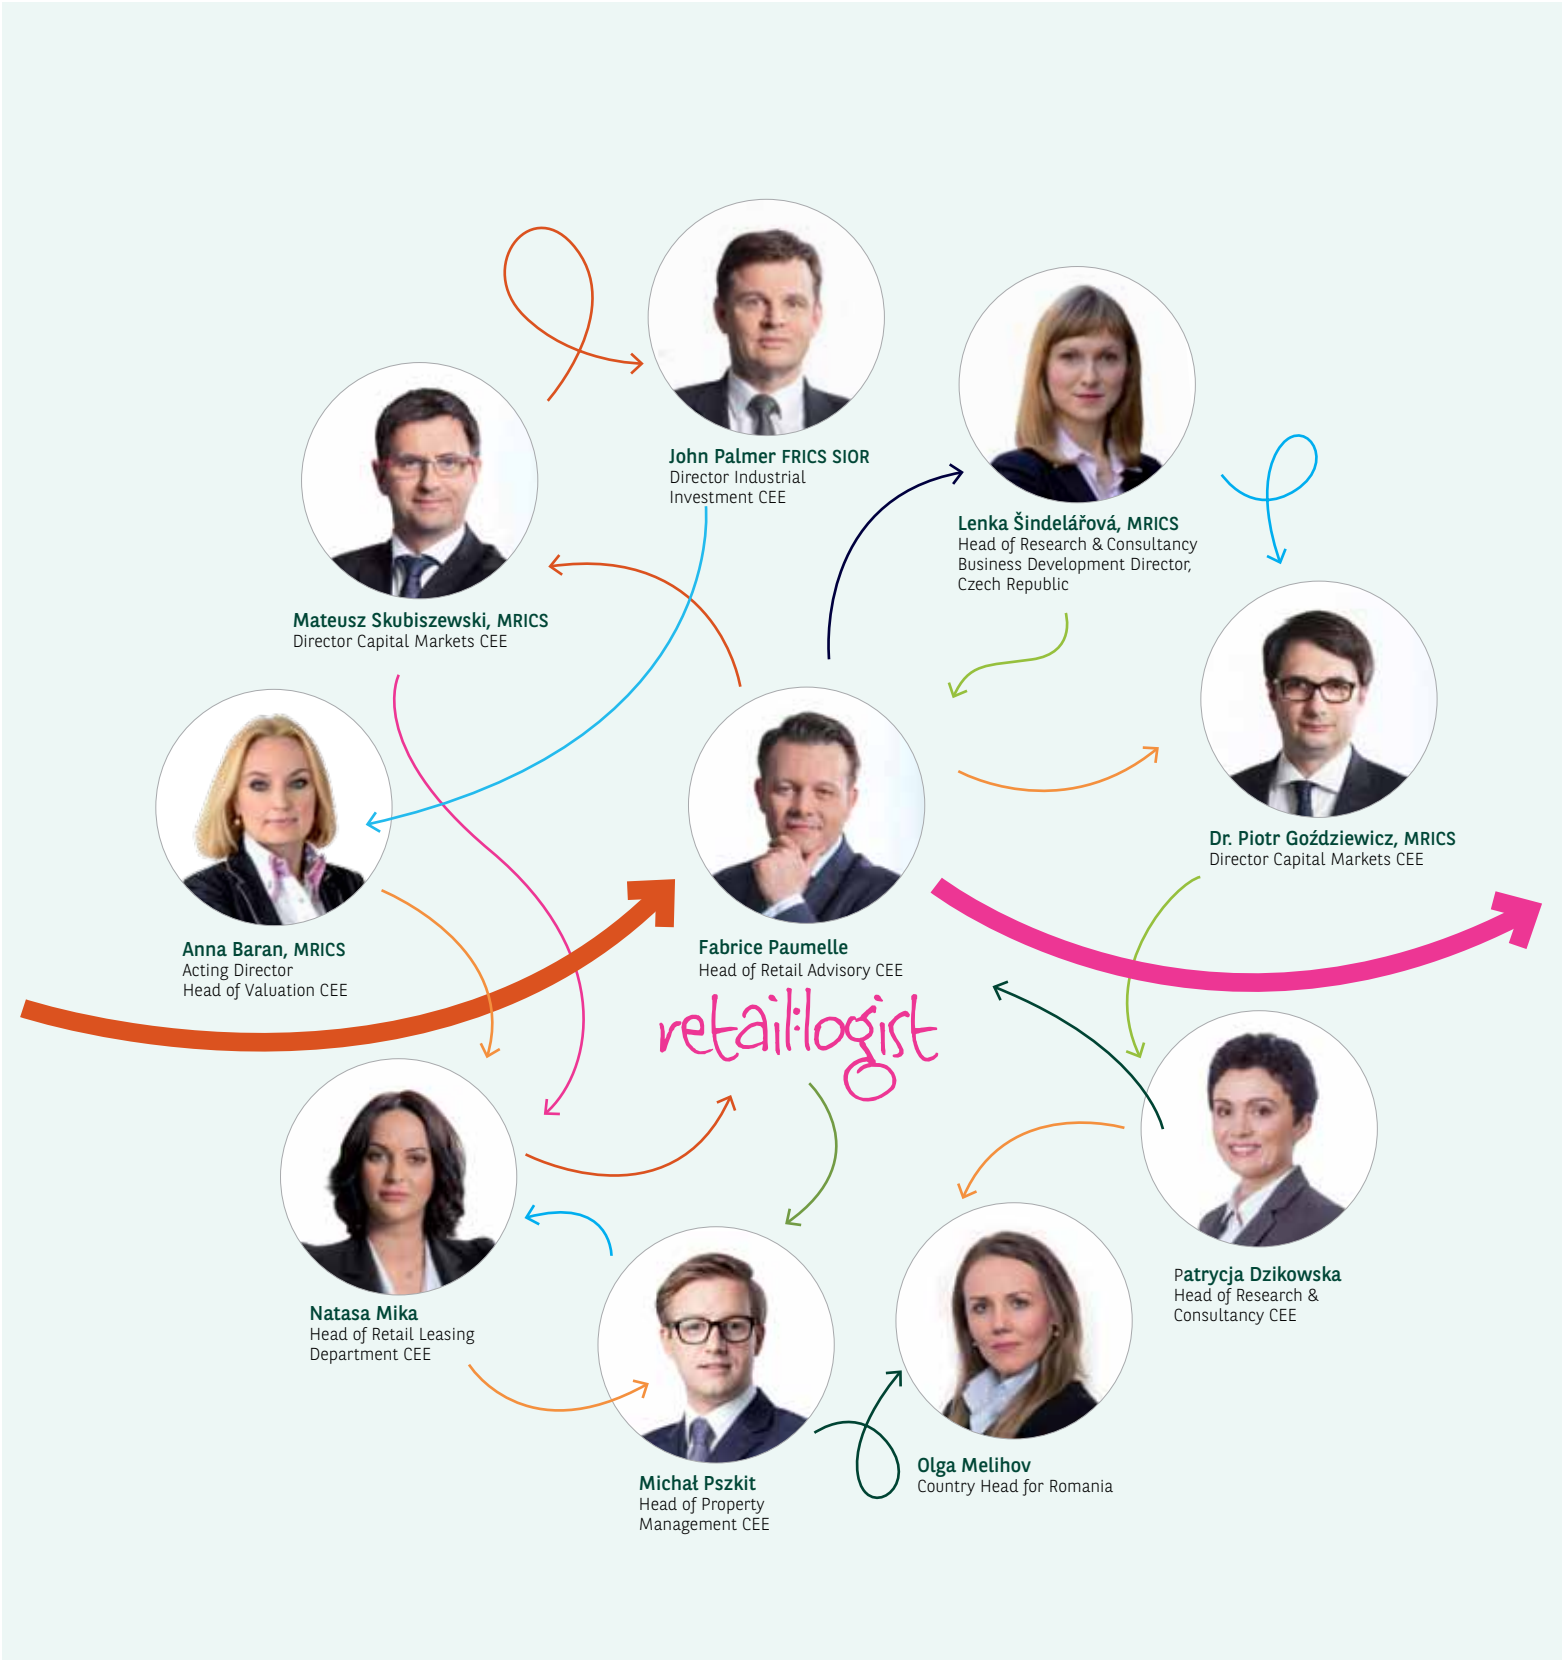 John Palmer FRICS SIOR
Director Industrial
Investment CEE
Lenka Šindelářová, MRICS
Head of Research & Consultancy
Business Development Director,
Czech Republic
Mateusz Skubiszewski, MRICS
Director Capital Markets CEE
Dr. Piotr Goździewicz, MRICS
Director Capital Markets CEE
Anna Baran, MRICS
Acting Director
Head of Valuation CEE
Fabrice Paumelle
Head of Retail Advisory CEE
retail:logist
Patrycja Dzikowska
Head of Research &
Consultancy CEE
Natasa Mika
Head of Retail Leasing
Department CEE
Michał Pszkit
Head of Property
Management CEE
Olga Melihov
Country Head for Romania